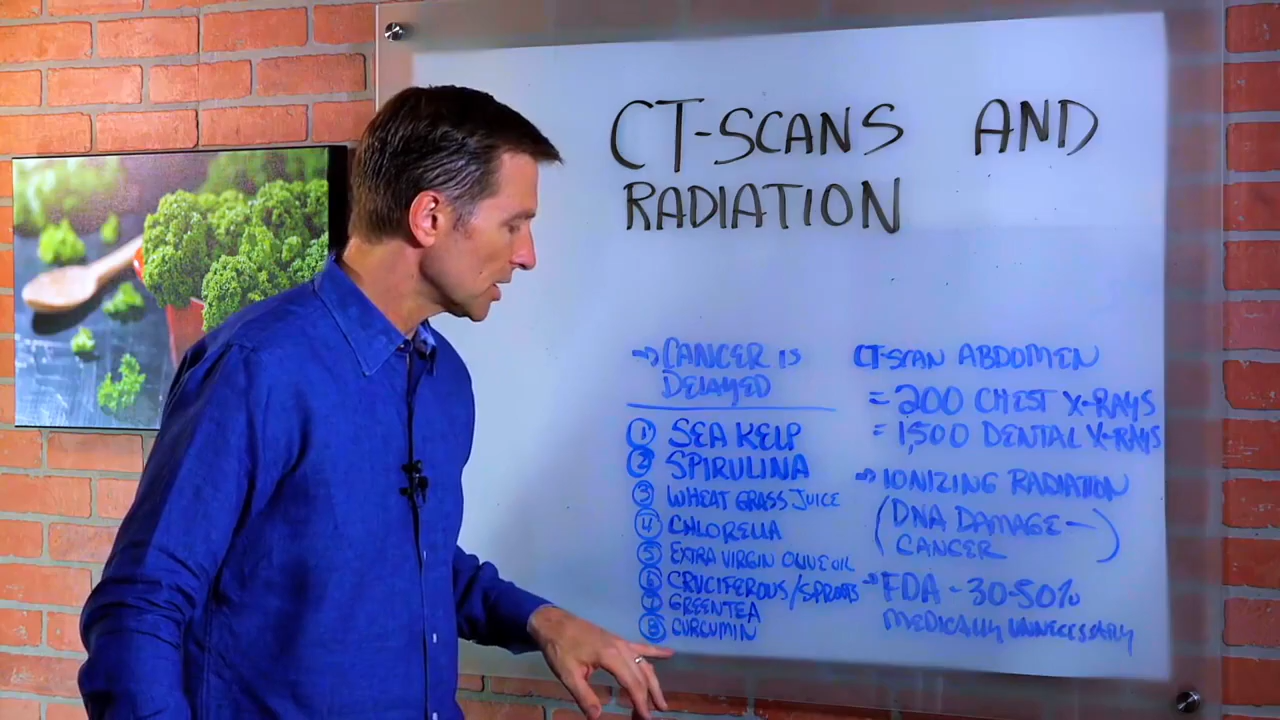 CT-SCANS AND
RADIATION
→ CANCER IS
DELAYED
① SEA KELP
② SPIRULINA
③ WHEAT GRASS JUICE
④ CHLORELLA
⑤ EXTRA VIRGIN OLIVE OIL
⑥ CRUCIFEROUS/SPROUTS
⑦ GREEN TEA
⑧ CURCUMIN
CT-SCAN ABDOMEN
= 200 CHEST X-RAYS
= 1,500 DENTAL X-RAYS
→ IONIZING RADIATION
(DNA DAMAGE—
CANCER)
→ FDA - 30-50%
MEDICALLY UNNECESSARY